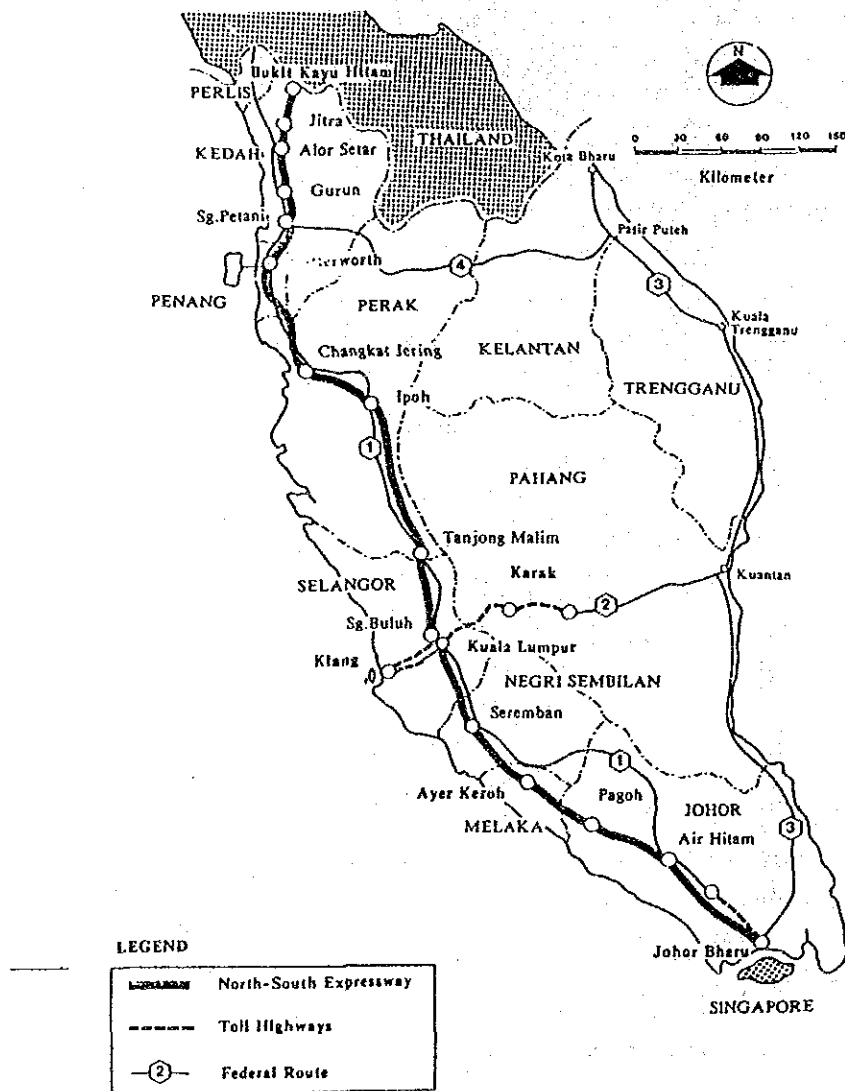 Bukit Kayu Hitam
N
PERLIS
Jitra
THAILAND
KEDAH
Alor Setar
Kota Bharu
0 30 60 90 120 150
Kilometer
Gurun
Sg.Petani
Pasir Puteh
4
3
PENANG
PERAK
Kuala
Trengganu
Changkat Jering
KELANTAN
TRENGGANU
Ipoh
1
PAHANG
Tanjong Malim
Karak
Kuantan
SELANGOR
2
Sg.Buluh
Kuala Lumpur
Klang
NEGRI SEMBILAN
Seremban
1
Ayer Keroh
Pagoh
JOHOR
MELAKA
Air Hitam
3
Johor Bharu
SINGAPORE
LEGEND
North-South Expressway
Toll Highways
2
Federal Route